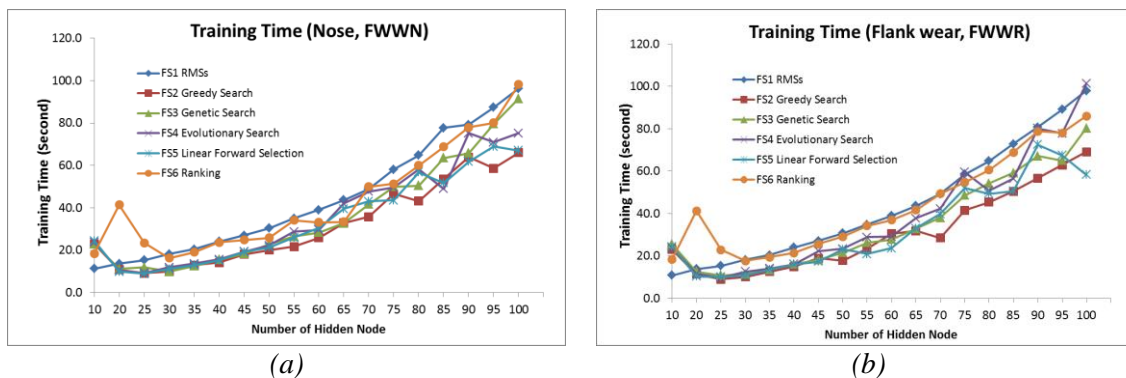 Training Time (Nose, FWWN)
120.0
100.0
80.0
60.0
40.0
20.0
0.0
Training Time (Second)
FS1 RMSs
FS2 Greedy Search
FS3 Genetic Search
FS4 Evolutionary Search
FS5 Linear Forward Selection
FS6 Ranking
10 20 25 30 35 40 45 50 55 60 65 70 75 80 85 90 95 100
Number of Hidden Node
(a)
Training Time (Flank wear, FWWR)
120.0
100.0
80.0
60.0
40.0
20.0
0.0
Training Time (second)
FS1 RMSs
FS2 Greedy Search
FS3 Genetic Search
FS4 Evolutionary Search
FS5 Linear Forward Selection
FS6 Ranking
10 20 25 30 35 40 45 50 55 60 65 70 75 80 85 90 95 100
Number of Hidden Node
(b)